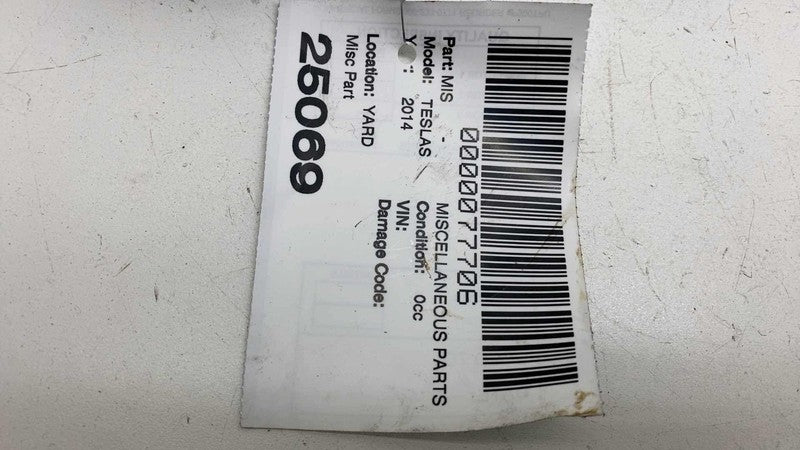 0000077706
Part: MIS - MISCELLANEOUS PARTS
Model: TESLAS Condition: 0cc
2014 VIN:
Damage Code:
Location: YARD
Misc Part
25069